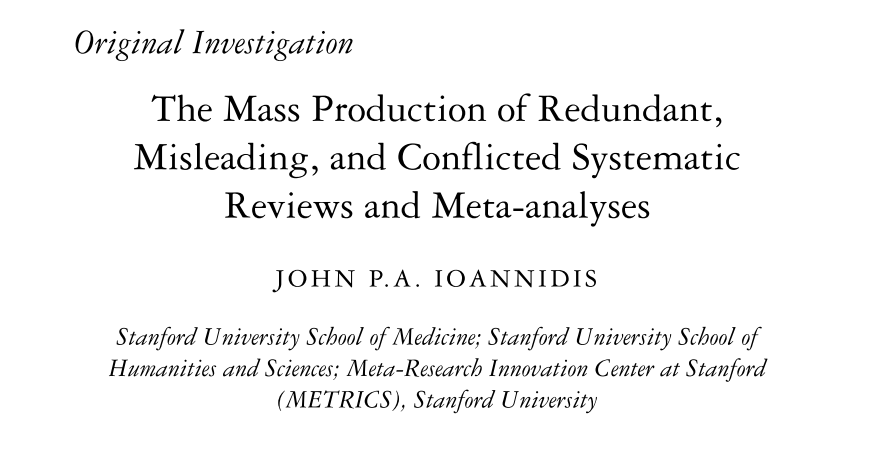 Original Investigation
The Mass Production of Redundant,
Misleading, and Conflicted Systematic
Reviews and Meta-analyses
JOHN P.A. IOANNIDIS
Stanford University School of Medicine; Stanford University School of
Humanities and Sciences; Meta-Research Innovation Center at Stanford
(METRICS), Stanford University